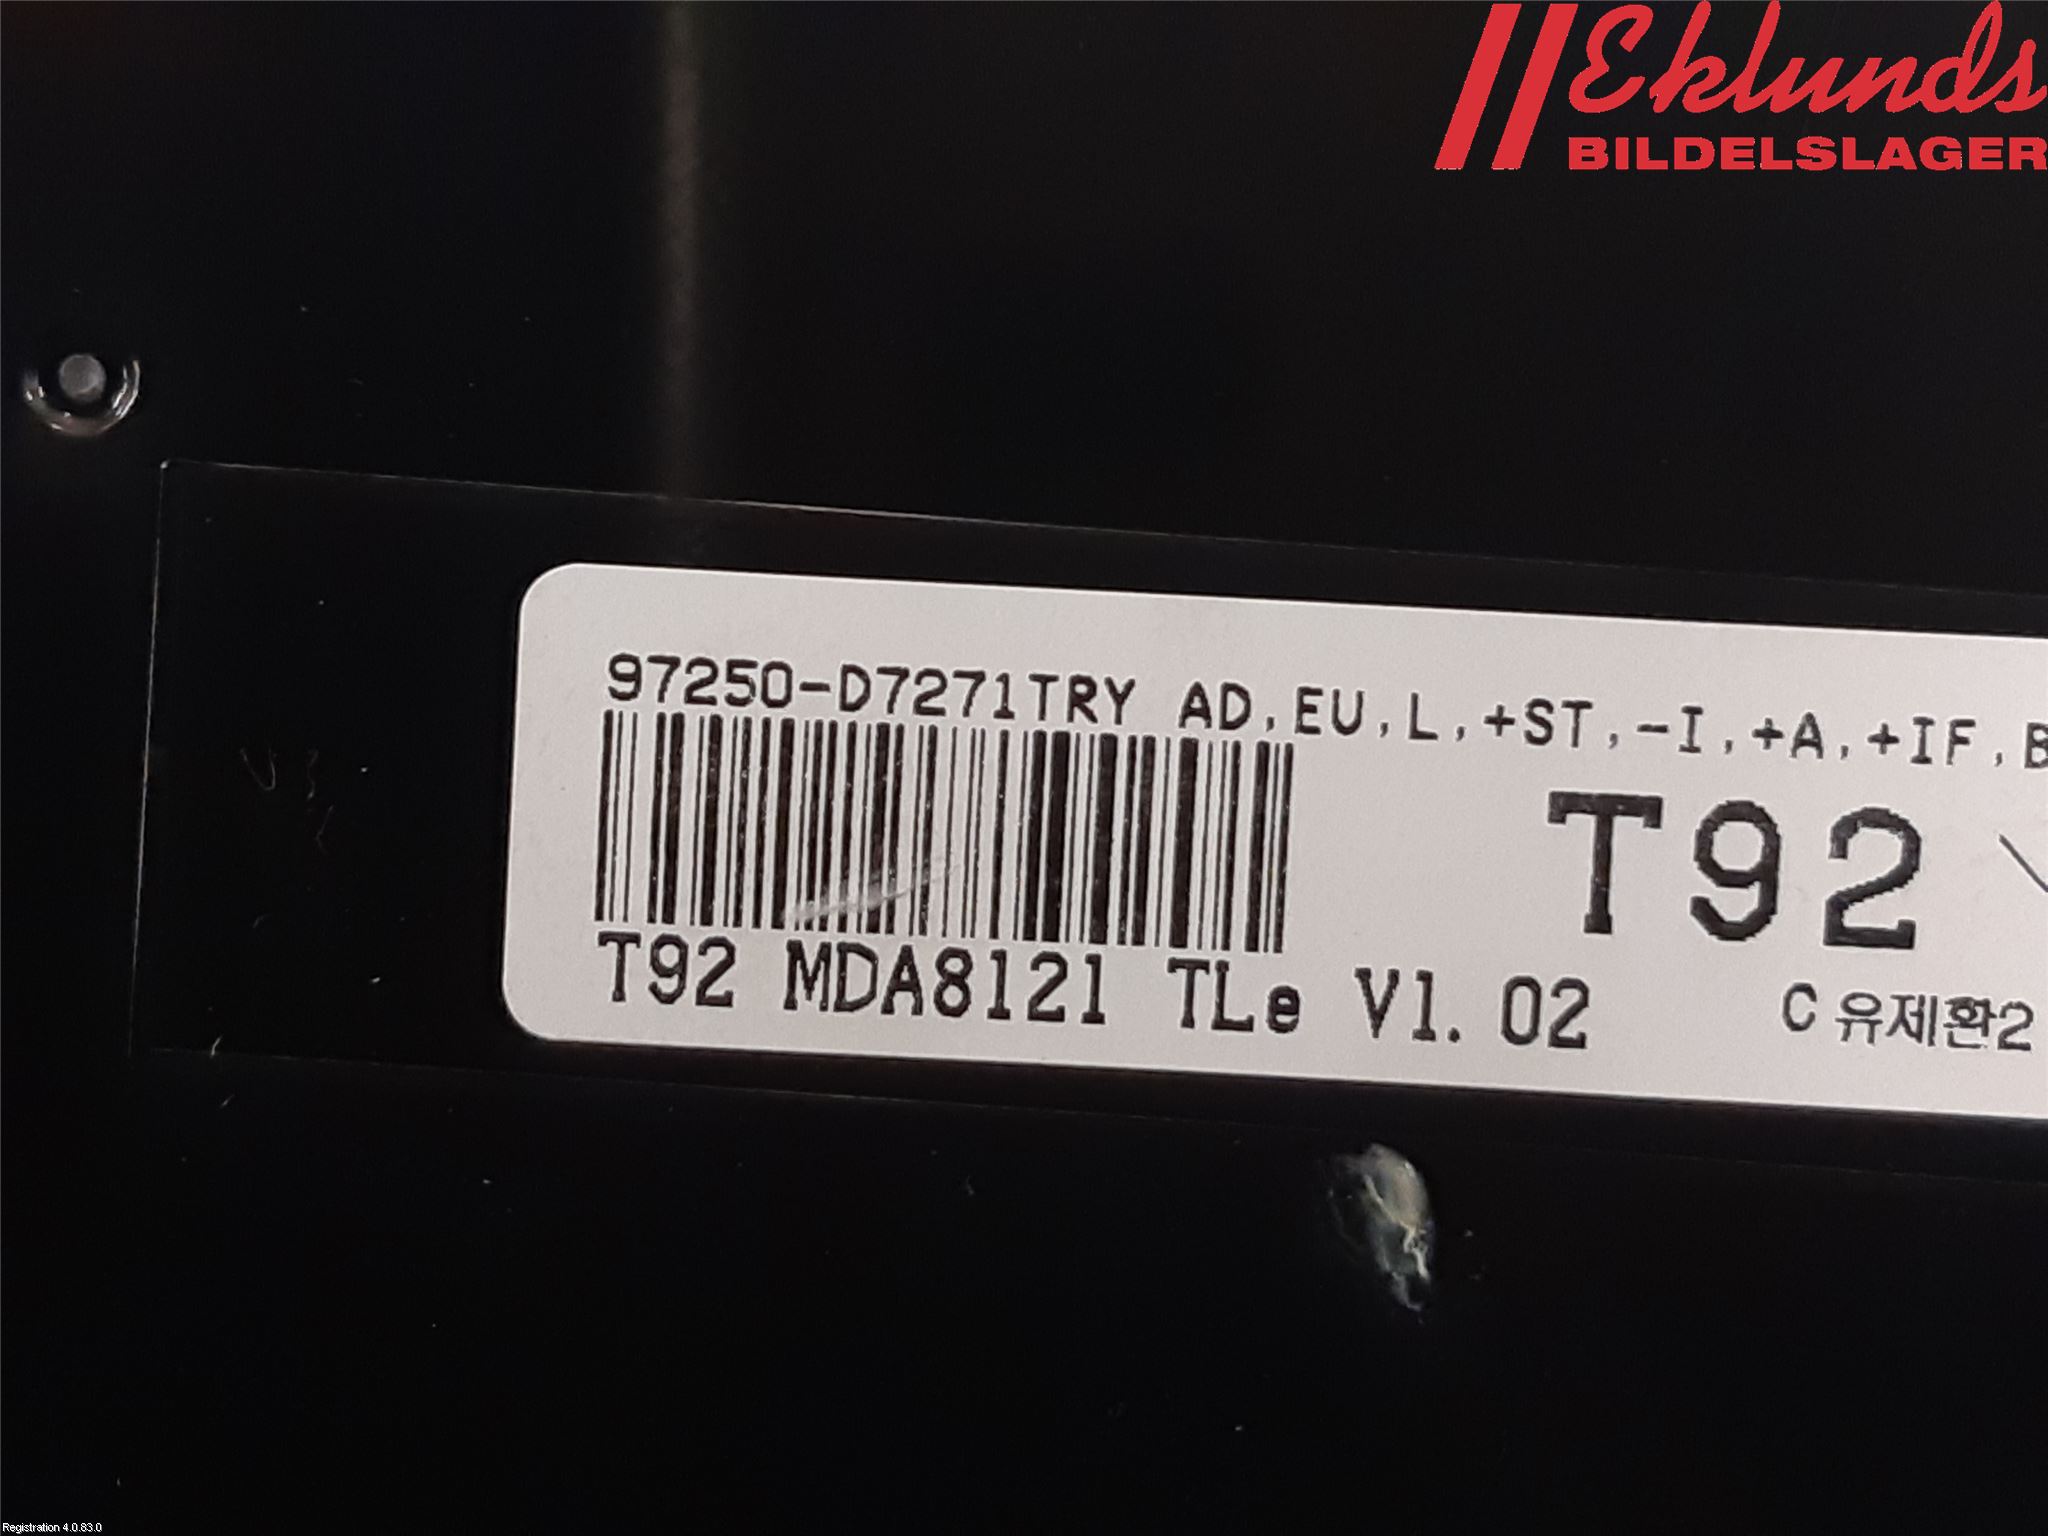 Eklunds
BILDELSLAGER
97250-D7271TRY AD,EU,L,+ST,-I,+A,+IF,B
T92
T92 MDA8121 TLe V1.02
C 유제환2
Registration 4.0.83.0